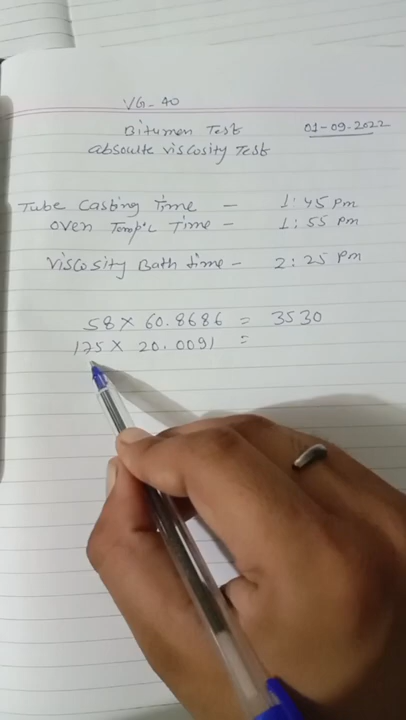 VG-40
Bitumen Test 01-09-2022
absoulte viscosity Test
Tube Casting Time - 1:45 Pm
Oven Temp°c Time - 1:55 Pm
Viscosity Bath time - 2:25 Pm
58 × 60.8686 = 3530
175 × 20.0091 =